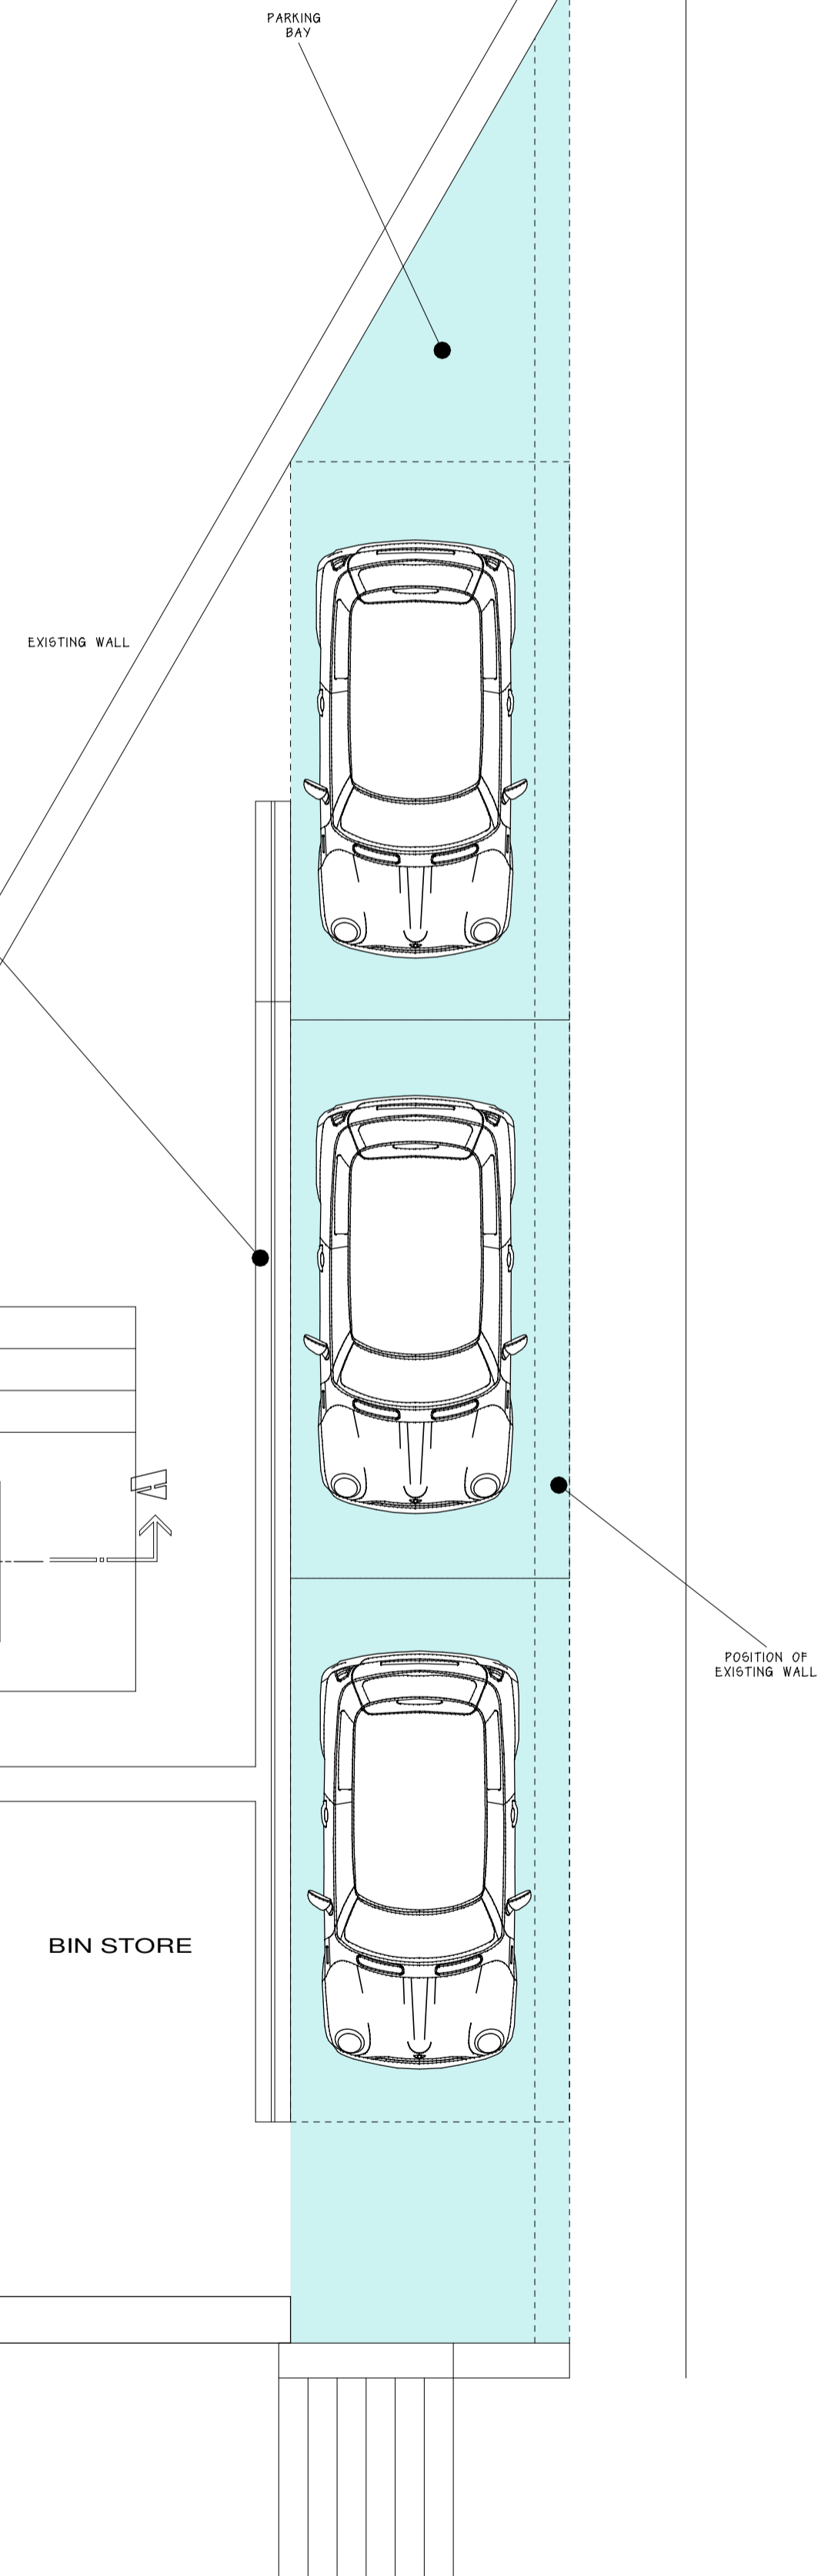 PARKING
BAY
EXISTING WALL
A
POSITION OF
EXISTING WALL
BIN STORE